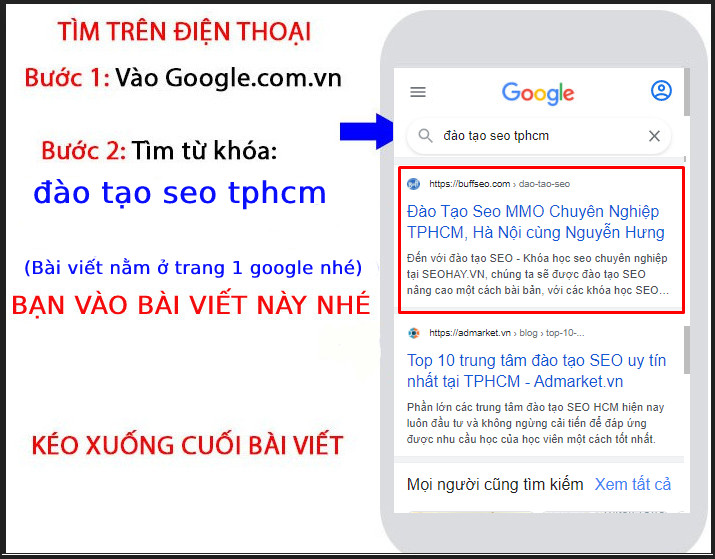 TÌM TRÊN ĐIỆN THOẠI
Bước 1: Vào Google.com.vn
Bước 2: Tìm từ khóa:
đào tạo seo tphcm
(Bài viết nằm ở trang 1 google nhé)
BẠN VÀO BÀI VIẾT NÀY NHÉ
KÉO XUỐNG CUỐI BÀI VIẾT
Google
đào tạo seo tphcm
https://buffseo.com › dao-tao-seo
Đào Tạo Seo MMO Chuyên Nghiệp
TPHCM, Hà Nội cùng Nguyễn Hưng
Đến với đào tạo SEO - Khóa học seo chuyên nghiệp
tại SEOHAY.VN, chúng ta sẽ được đào tạo SEO
nâng cao một cách bài bản, với các khóa học SEO...
https://admarket.vn › blog › top-10-...
Top 10 trung tâm đào tạo SEO uy tín
nhất tại TPHCM - Admarket.vn
Phần lớn các trung tâm đào tạo SEO HCM hiện nay
luôn đầu tư và không ngừng cải tiến để đáp ứng
được nhu cầu học của học viên một cách tốt nhất.
Mọi người cũng tìm kiếm Xem tất cả